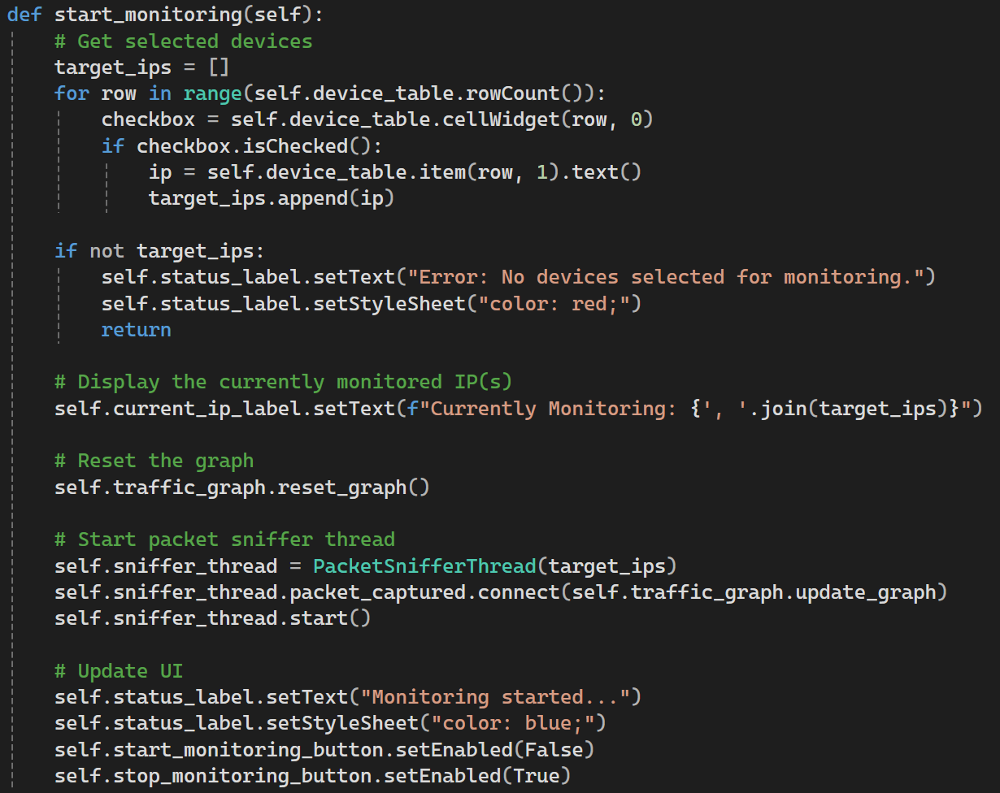 def start_monitoring(self):
    # Get selected devices
    target_ips = []
    for row in range(self.device_table.rowCount()):
        checkbox = self.device_table.cellWidget(row, 0)
        if checkbox.isChecked():
            ip = self.device_table.item(row, 1).text()
            target_ips.append(ip)

    if not target_ips:
        self.status_label.setText("Error: No devices selected for monitoring.")
        self.status_label.setStyleSheet("color: red;")
        return

    # Display the currently monitored IP(s)
    self.current_ip_label.setText(f"Currently Monitoring: {', '.join(target_ips)}")

    # Reset the graph
    self.traffic_graph.reset_graph()

    # Start packet sniffer thread
    self.sniffer_thread = PacketSnifferThread(target_ips)
    self.sniffer_thread.packet_captured.connect(self.traffic_graph.update_graph)
    self.sniffer_thread.start()

    # Update UI
    self.status_label.setText("Monitoring started...")
    self.status_label.setStyleSheet("color: blue;")
    self.start_monitoring_button.setEnabled(False)
    self.stop_monitoring_button.setEnabled(True)